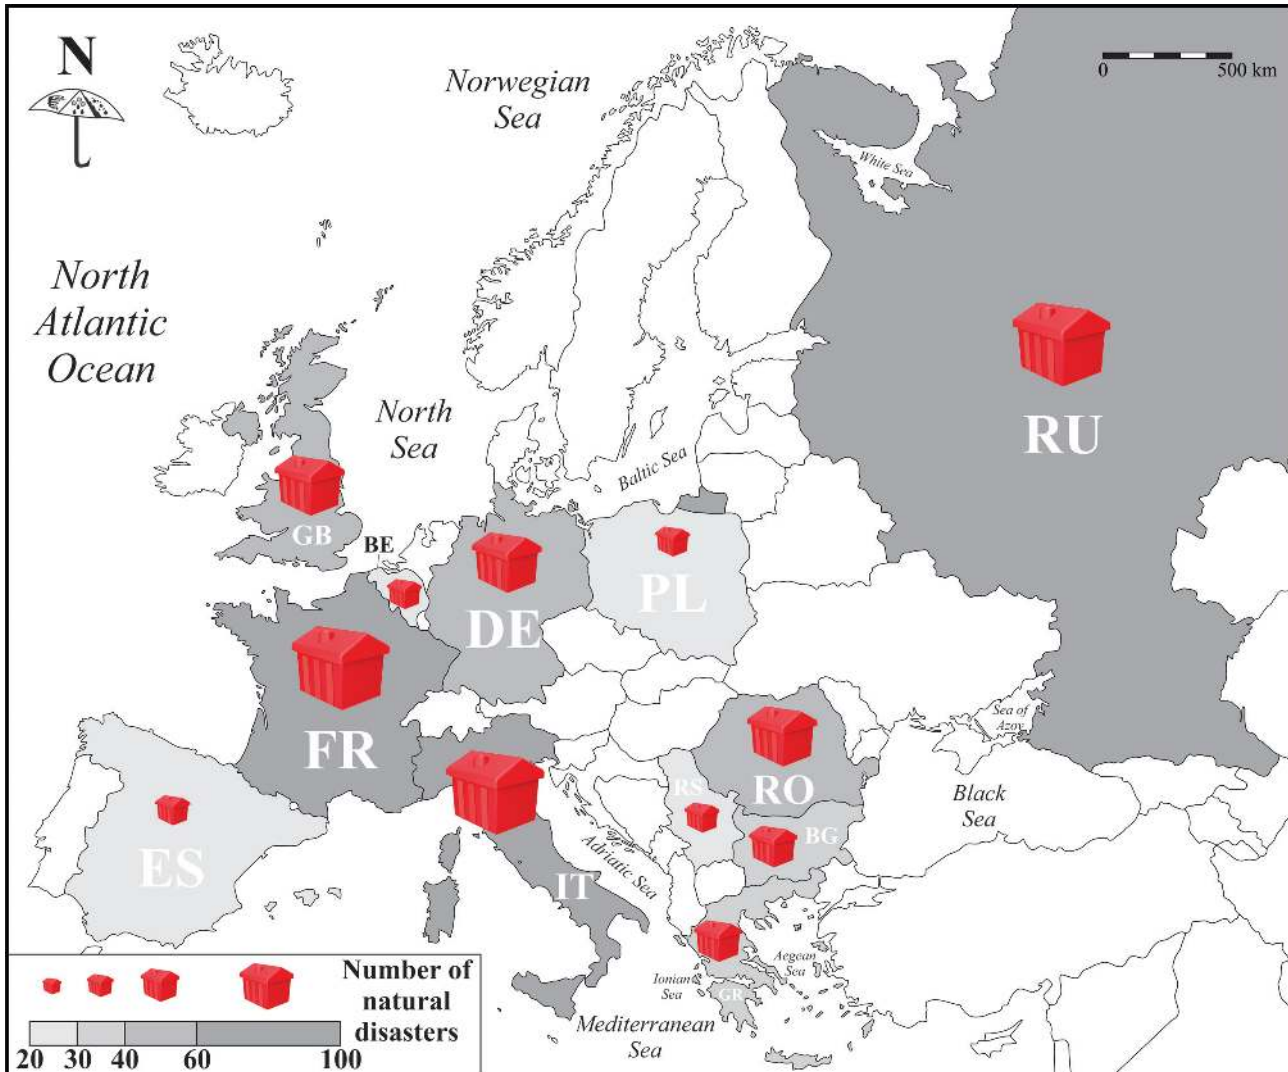 N
Norwegian
Sea
0 500 km
White Sea
North
Atlantic
Ocean
North
Sea
RU
Baltic Sea
GB
BE
DE
PL
FR
Sea of
Azov
RO
RS
BG
Black
Sea
ES
IT
Adriatic Sea
Ionian
Sea
Aegean
Sea
GR
Mediterranean
Sea
Number of
natural
disasters
20 30 40 60 100